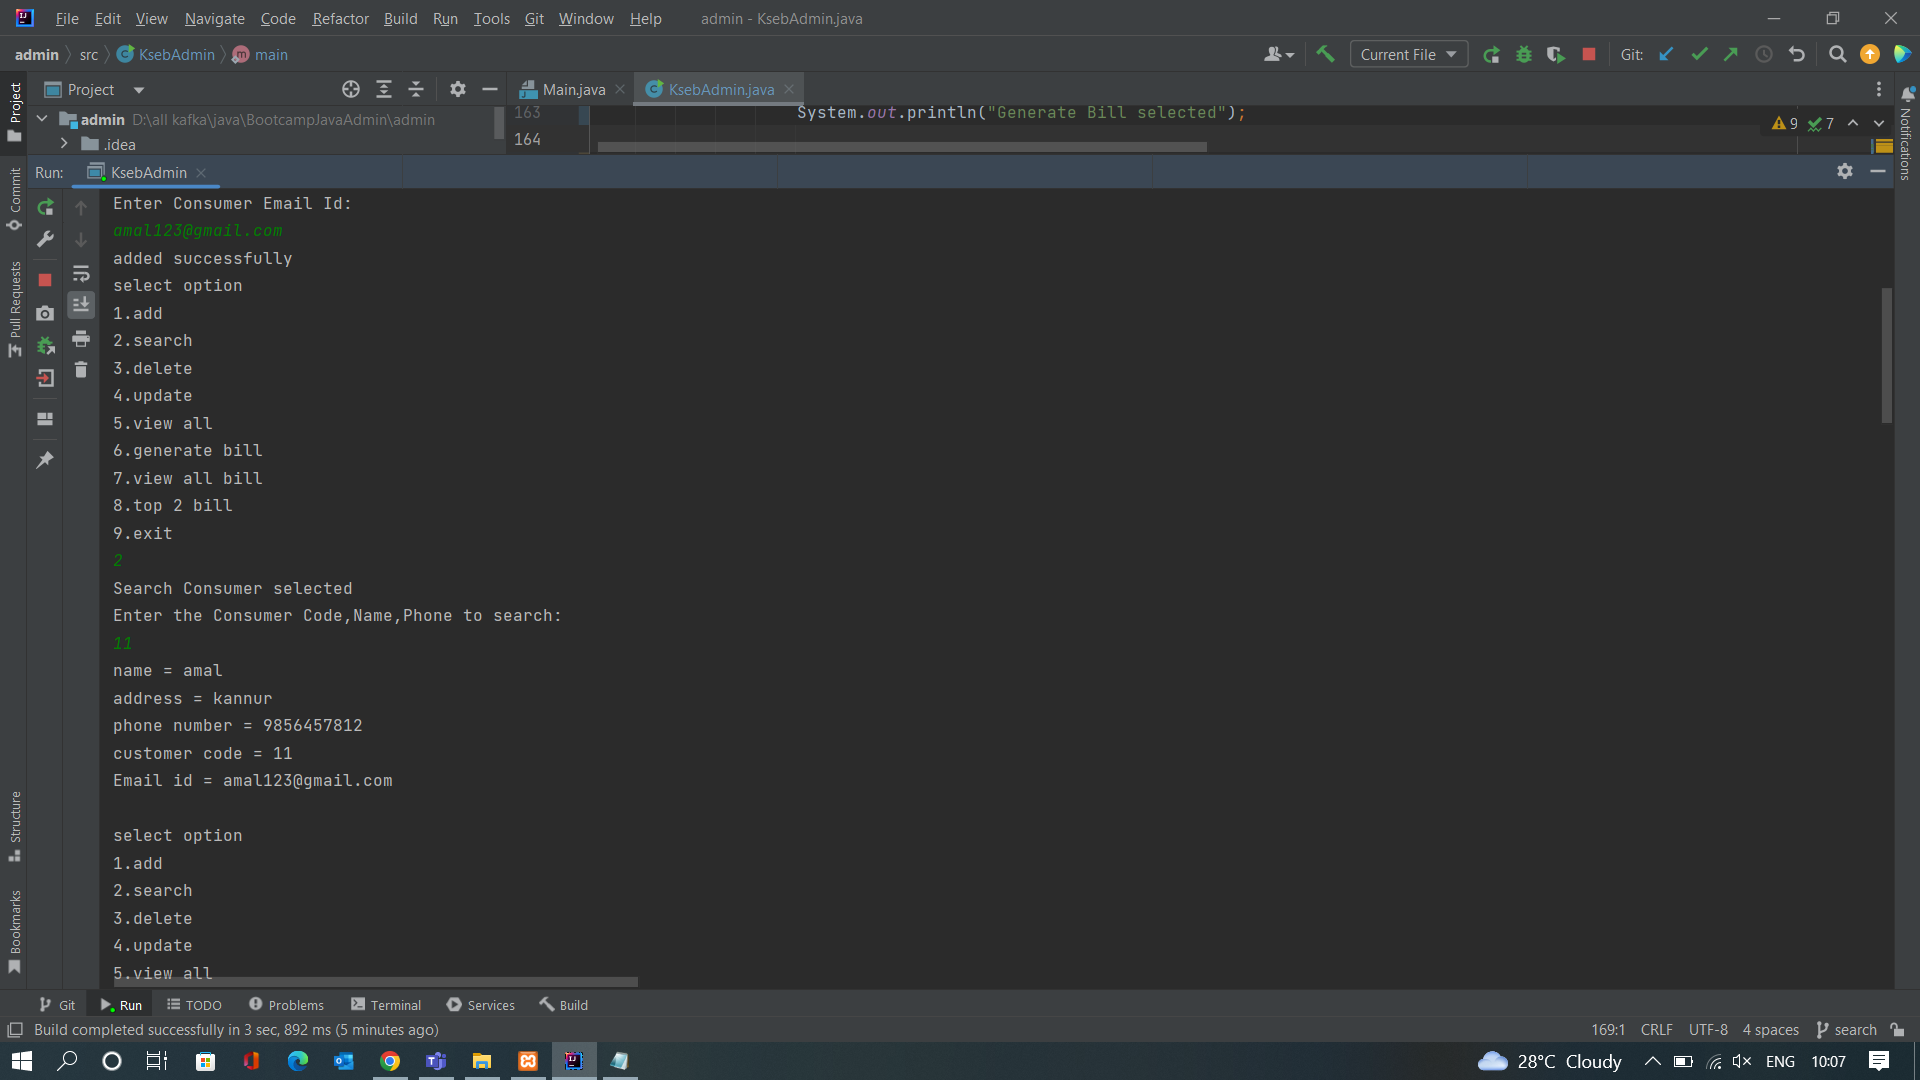 File Edit View Navigate Code Refactor Build Run Tools Git Window Help admin - KsebAdmin.java
admin src KsebAdmin main Current File Git:
Project Main.java KsebAdmin.java
admin D:\all kafka\java\BootcampJavaAdmin\admin
.idea
163 System.out.println("Generate Bill selected");
164
9 7
Run: KsebAdmin
Enter Consumer Email Id:
amal123@gmail.com
added successfully
select option
1.add
2.search
3.delete
4.update
5.view all
6.generate bill
7.view all bill
8.top 2 bill
9.exit
2
Search Consumer selected
Enter the Consumer Code,Name,Phone to search:
11
name = amal
address = kannur
phone number = 9856457812
customer code = 11
Email id = amal123@gmail.com
select option
1.add
2.search
3.delete
4.update
5.view all
Project
Commit
Pull Requests
Structure
Bookmarks
Notifications
Git Run TODO Problems Terminal Services Build
Build completed successfully in 3 sec, 892 ms (5 minutes ago) 169:1 CRLF UTF-8 4 spaces search
28°C Cloudy ENG 10:07